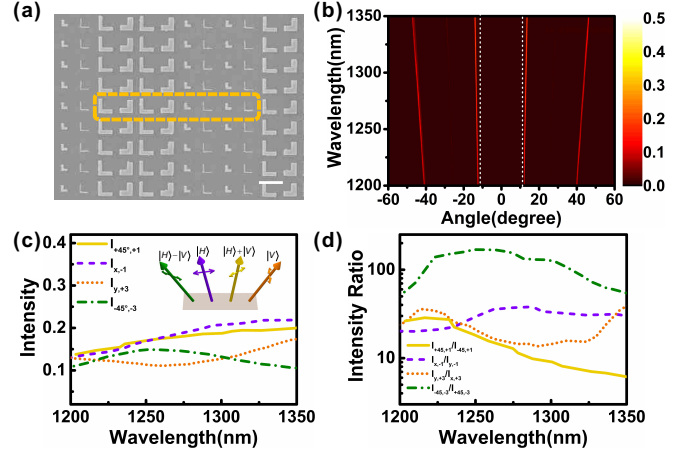 (a)
(b)
Wavelength(nm)
1350
1300
1250
1200
-60 -40 -20 0 20 40 60
Angle(degree)
0.5
0.4
0.3
0.2
0.1
0.0
(c)
Intensity
0.4
0.3
0.2
0.1
I+45°,+1
Ix,-1
Iy,+3
I-45°,-3
|H⟩−|V⟩ |H⟩ |H⟩+|V⟩ |V⟩
1200 1250 1300 1350
Wavelength(nm)
(d)
Intensity Ratio
100
10
I+45,+1/I-45,+1
Ix,-1/Iy,-1
Iy,+3/Ix,+3
I-45,-3/I+45,-3
1200 1250 1300 1350
Wavelength(nm)